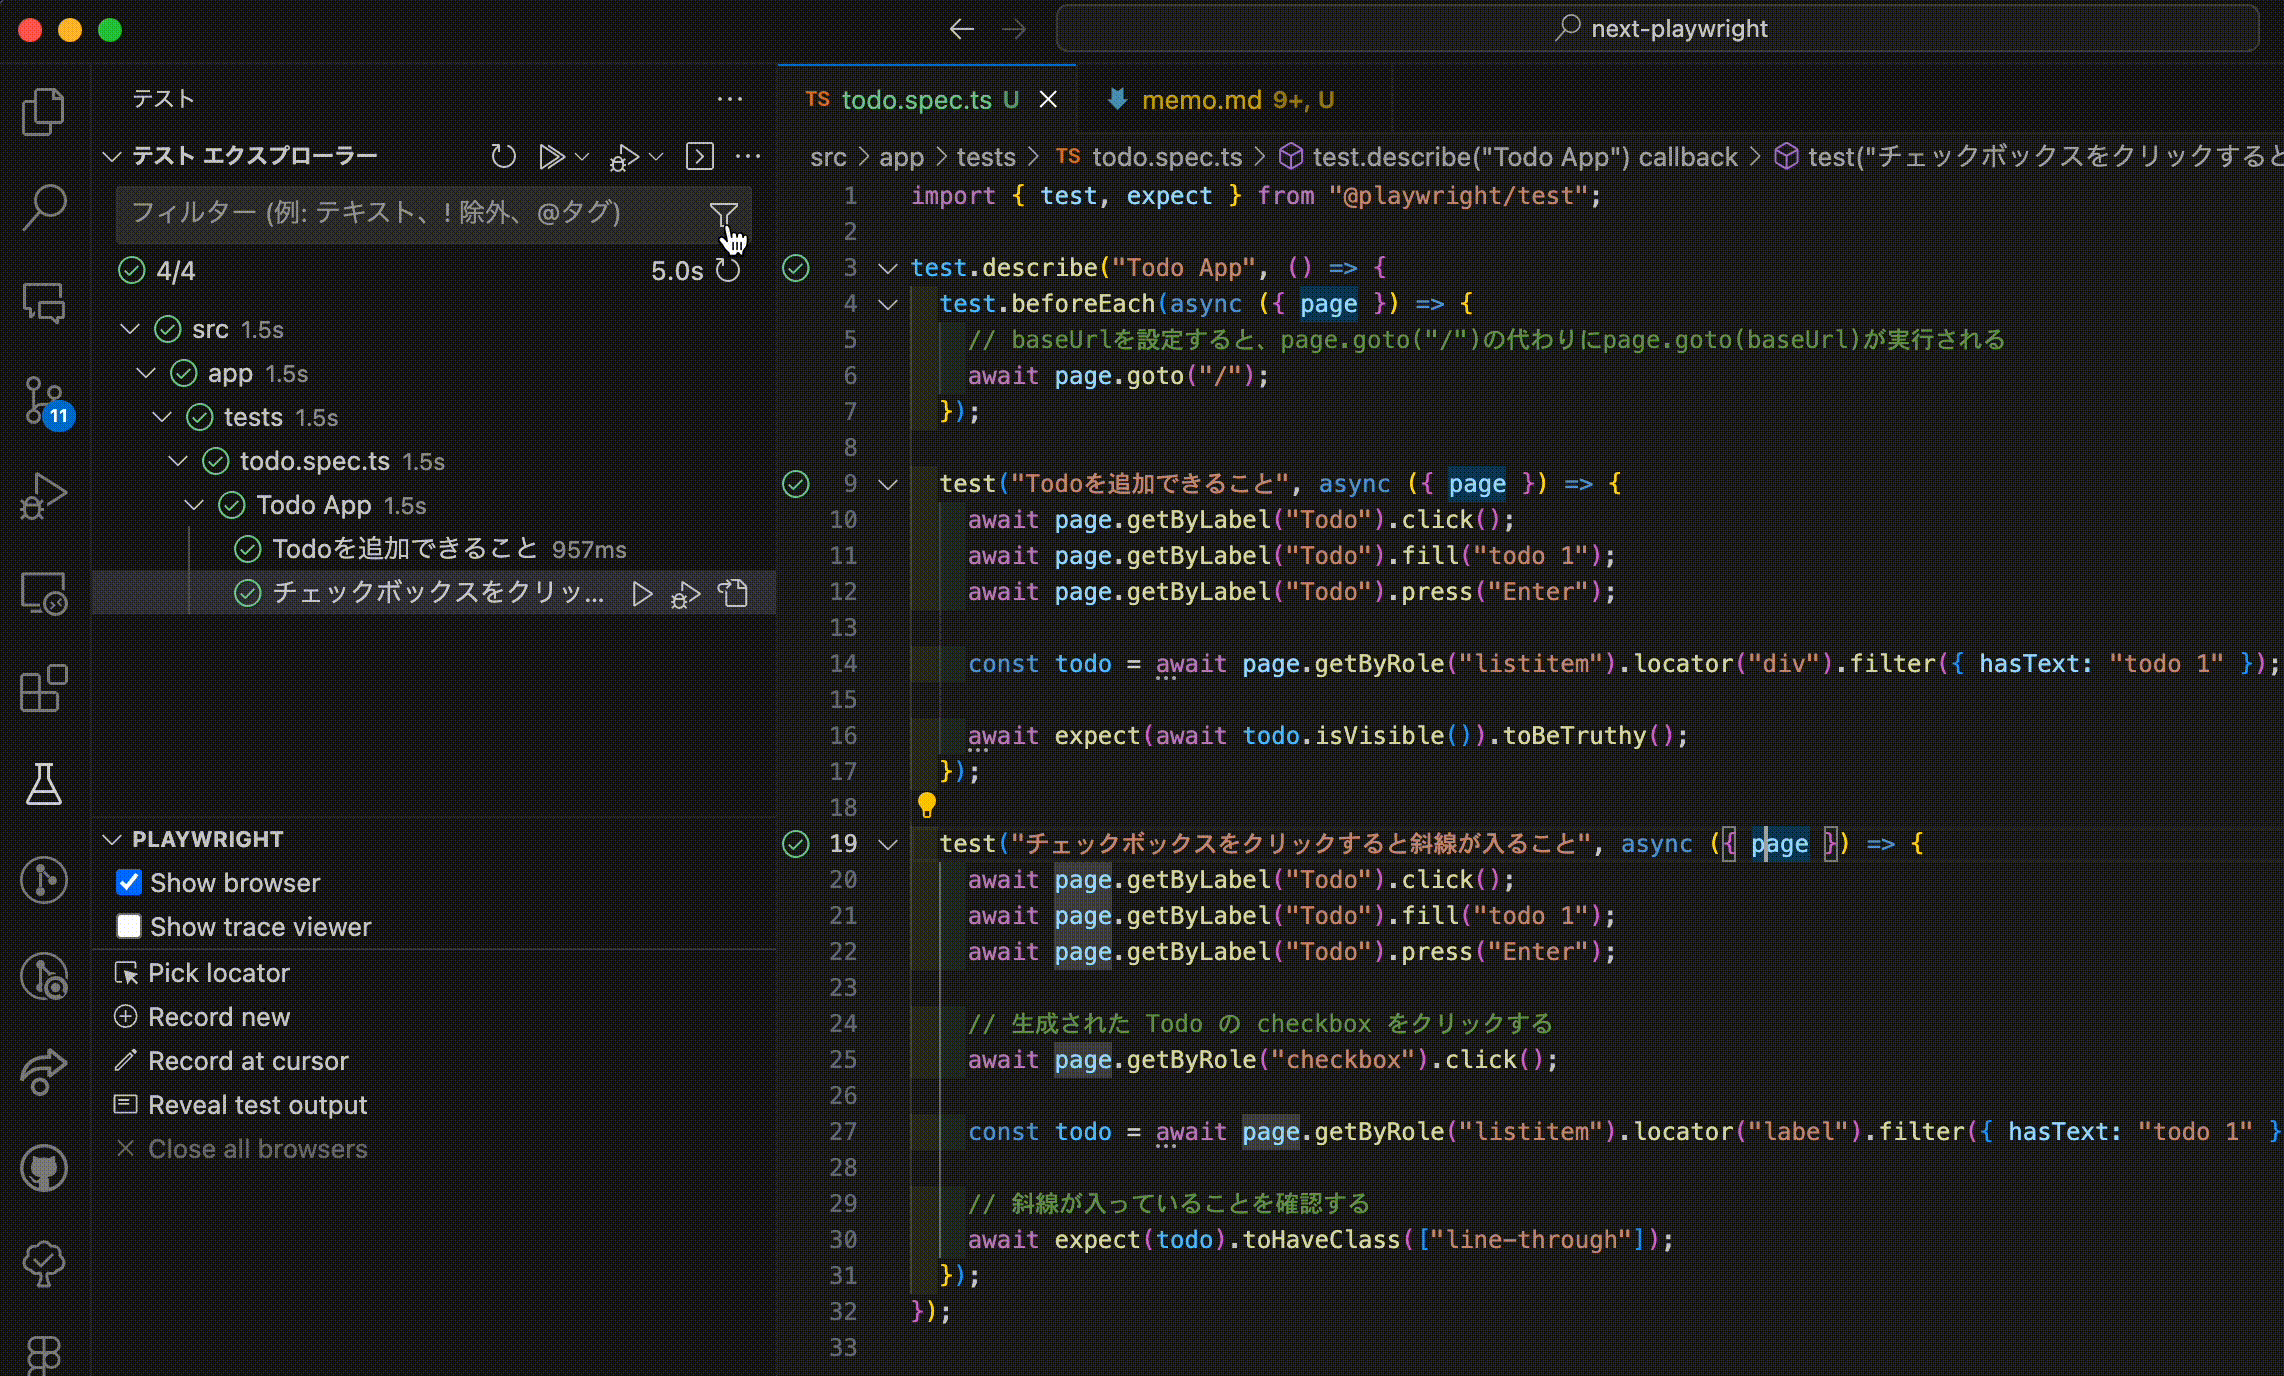 next-playwright
テスト
テスト エクスプローラー
フィルター (例: テキスト、! 除外、@タグ)
4/4
5.0s
src 1.5s
app 1.5s
tests 1.5s
todo.spec.ts 1.5s
Todo App 1.5s
Todoを追加できること 957ms
チェックボックスをクリッ...
11
PLAYWRIGHT
Show browser
Show trace viewer
Pick locator
Record new
Record at cursor
Reveal test output
Close all browsers
TS todo.spec.ts U
memo.md 9+, U
src > app > tests > TS todo.spec.ts > test.describe("Todo App") callback > test("チェックボックスをクリックすると
1 import { test, expect } from "@playwright/test";
2
3 test.describe("Todo App", () => {
4 test.beforeEach(async ({ page }) => {
5 // baseUrlを設定すると、page.goto("/")の代わりにpage.goto(baseUrl)が実行される
6 await page.goto("/");
7 });
8
9 test("Todoを追加できること", async ({ page }) => {
10 await page.getByLabel("Todo").click();
11 await page.getByLabel("Todo").fill("todo 1");
12 await page.getByLabel("Todo").press("Enter");
13
14 const todo = await page.getByRole("listitem").locator("div").filter({ hasText: "todo 1" });
15
16 await expect(await todo.isVisible()).toBeTruthy();
17 });
18
19 test("チェックボックスをクリックすると斜線が入ること", async ({ page }) => {
20 await page.getByLabel("Todo").click();
21 await page.getByLabel("Todo").fill("todo 1");
22 await page.getByLabel("Todo").press("Enter");
23
24 // 生成された Todo の checkbox をクリックする
25 await page.getByRole("checkbox").click();
26
27 const todo = await page.getByRole("listitem").locator("label").filter({ hasText: "todo 1" }
28
29 // 斜線が入っていることを確認する
30 await expect(todo).toHaveClass(["line-through"]);
31 });
32 });
33